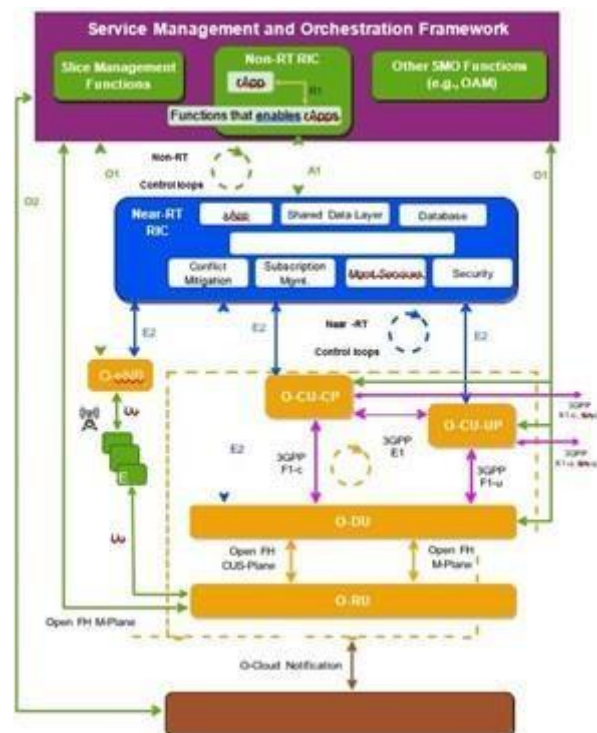 Service Management and Orchestration Framework
Slice Management
Functions
Non-RT RIC
rApp
R1
Functions that enables rApps
Other SMO Functions
(e.g., OAM)
O2
O1
Non-RT
Control loops
A1
O1
Near-RT
RIC
xApp
Shared Data Layer
Database
Conflict
Mitigation
Subscription
Mgmt.
Mgmt Services
Security
E2
E2
Near -RT
Control loops
E2
O-eNB
O-CU-CP
O-CU-UP
3GPP
3GPP
Uu
E2
3GPP
F1-c
3GPP
E1
3GPP
F1-u
O-DU
Uu
Open FH
CUS-Plane
Open FH
M-Plane
O-RU
Open FH M-Plane
O-Cloud Notification